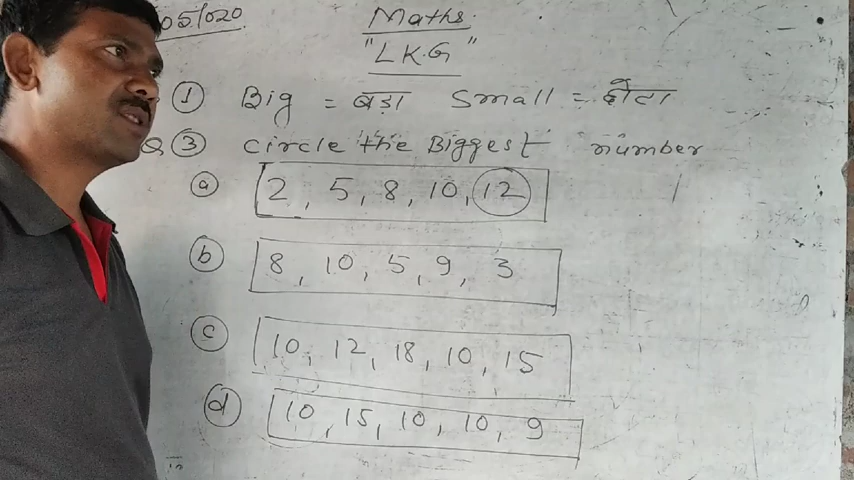 05/020
Maths.
"L K.G"
① Big = बड़ा Small = छोटा
Q ③ circle the Biggest number
ⓐ 2, 5, 8, 10, 12
ⓑ 8, 10, 5, 9, 3
ⓒ 10, 12, 18, 10, 15
ⓓ 10, 15, 10, 10, 9